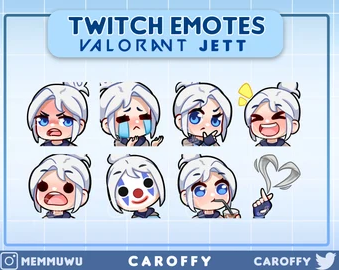 TWITCH EMOTES
VALORANT JETT
MEMMUWU
CAROFFY
CAROFFY